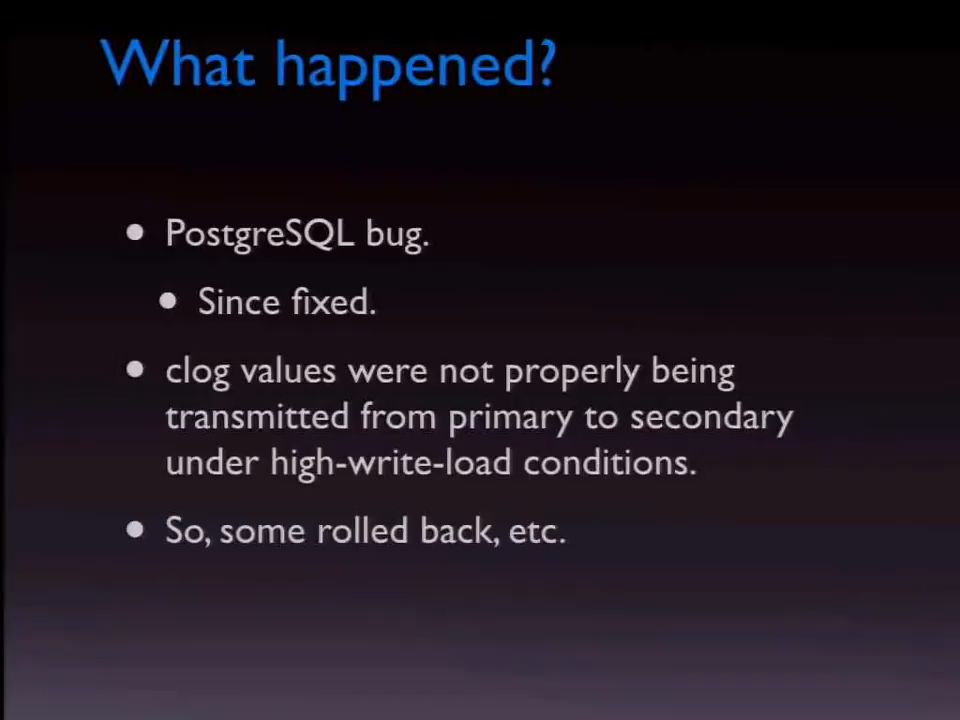 What happened?
• PostgreSQL bug.
• Since fixed.
• clog values were not properly being
transmitted from primary to secondary
under high-write-load conditions.
• So, some rolled back, etc.